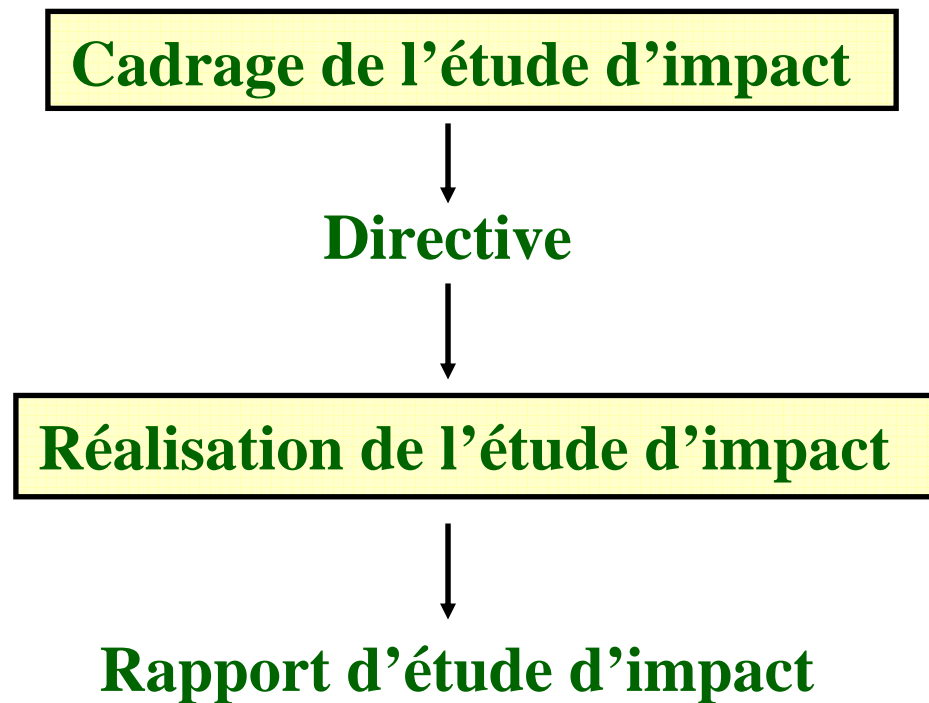 Cadrage de l’étude d’impact
Directive
Réalisation de l’étude d’impact
Rapport d’étude d’impact